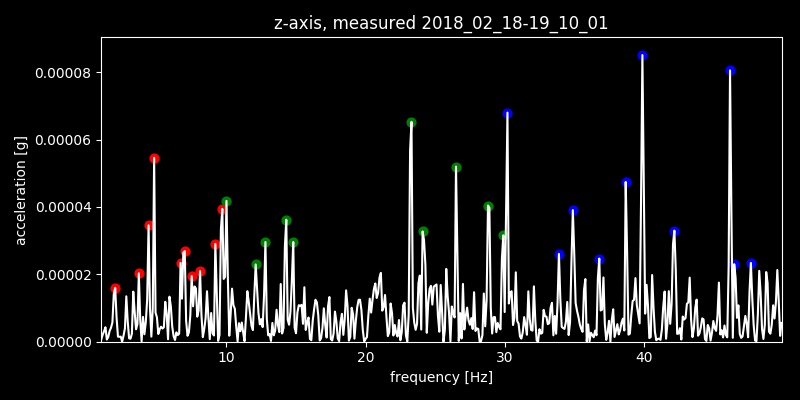 z-axis, measured 2018_02_18-19_10_01
acceleration [g]
0.00008
0.00006
0.00004
0.00002
0.00000
10 20 30 40
frequency [Hz]